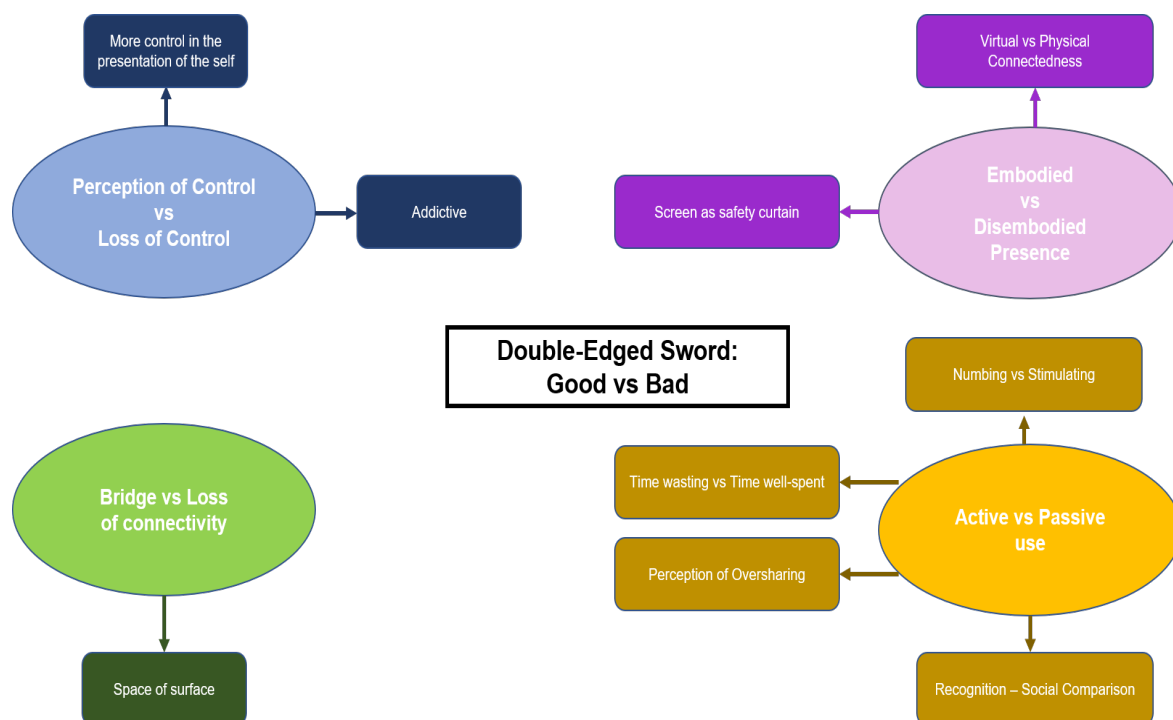 More control in the
presentation of the self
Perception of Control
vs
Loss of Control
Addictive
Virtual vs Physical
Connectedness
Screen as safety curtain
Embodied
vs
Disembodied
Presence
Double-Edged Sword:
Good vs Bad
Bridge vs Loss
of connectivity
Space of surface
Numbing vs Stimulating
Time wasting vs Time well-spent
Perception of Oversharing
Active vs Passive
use
Recognition – Social Comparison